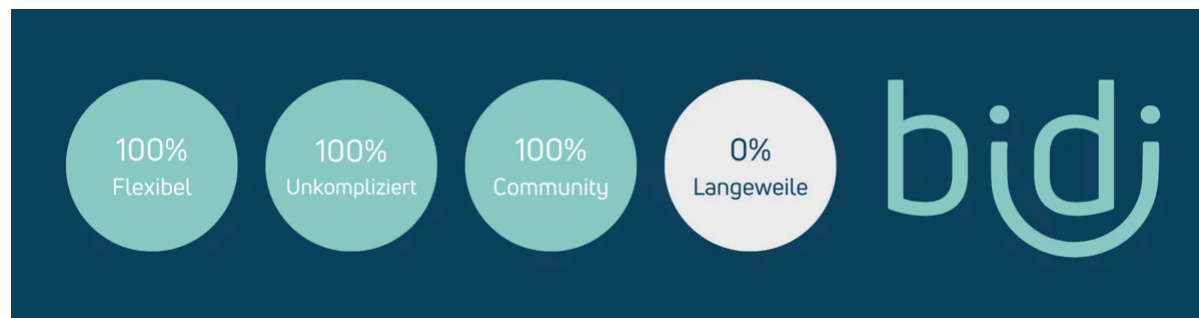 100%
Flexibel
100%
Unkompliziert
100%
Community
0%
Langeweile
bidi